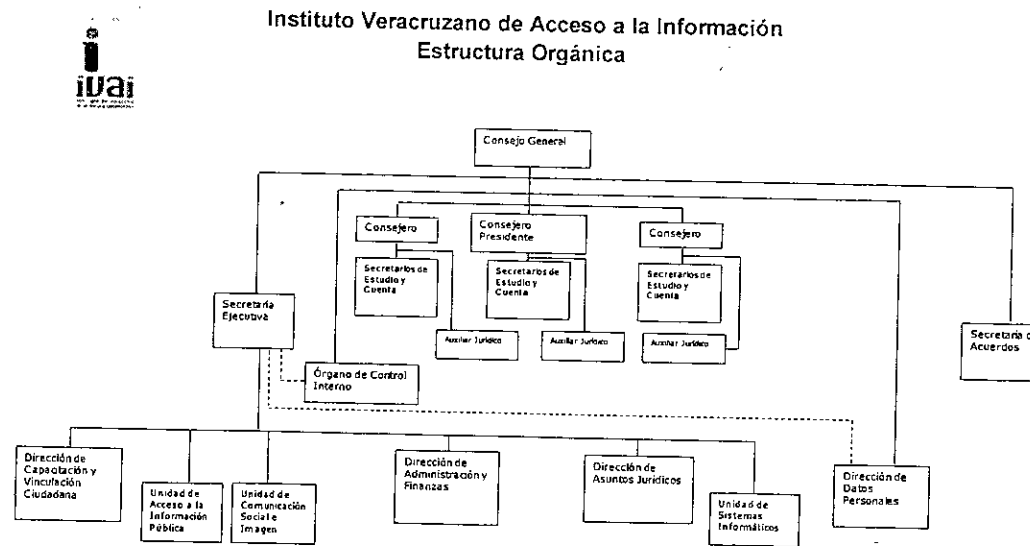 Instituto Veracruzano de Acceso a la Información
Estructura Orgánica
ivai
Consejo General
Consejero
Consejero
Presidente
Consejero
Secretarios de
Estudio y
Cuenta
Secretarios de
Estudio y
Cuenta
Secretarios de
Estudio y
Cuenta
Secretaría
Ejecutiva
Auxiliar Jurídico
Auxiliar Jurídico
Auxiliar Jurídico
Secretaria d
Acuerdos
Órgano de Control
Interno
Dirección de
Capacitación y
Vinculación
Ciudadana
Unidad de
Acceso a la
Información
Pública
Unidad de
Comunicación
Social e
Imagen
Dirección de
Administración y
Finanzas
Dirección de
Asuntos Jurídicos
Unidad de
Sistemas
Informáticos
Dirección de
Datos
Personales